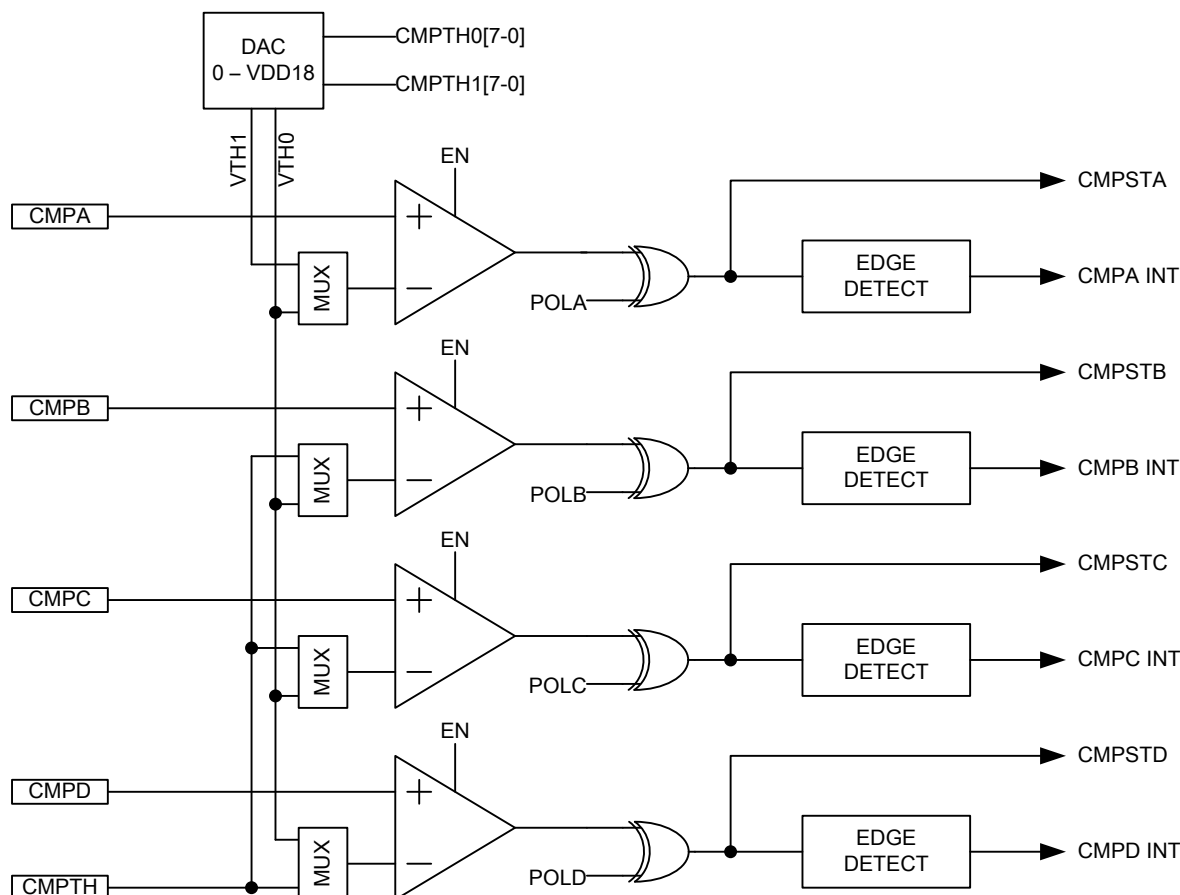 DAC
0 – VDD18
CMPTH0[7-0]
CMPTH1[7-0]
VTH1
VTH0
EN
CMPSTA
CMPA
+
MUX
EDGE
DETECT
CMPA INT
−
POLA
EN
CMPSTB
CMPB
+
MUX
EDGE
DETECT
CMPB INT
−
POLB
EN
CMPSTC
CMPC
+
MUX
EDGE
DETECT
CMPC INT
−
POLC
EN
CMPSTD
CMPD
+
MUX
EDGE
DETECT
CMPD INT
−
POLD
CMPTH